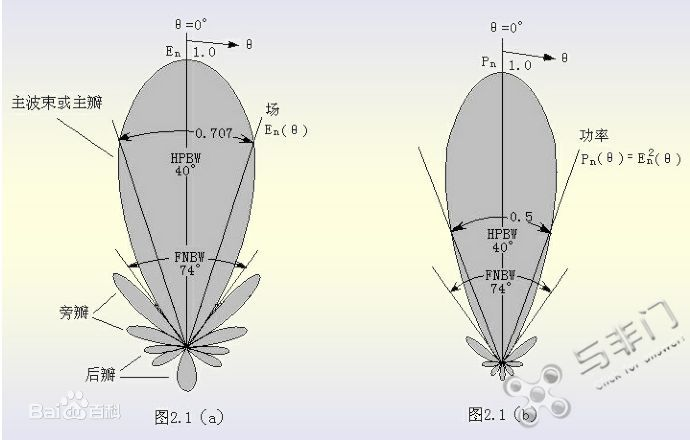 θ=0°
θ
En 1.0
主波束或主瓣
场
En(θ)
0.707
HPBW
40°
FNBW
74°
旁瓣
后瓣
图2.1（a）
Bai百科
θ=0°
θ
Pn 1.0
功率
Pn(θ)=En²(θ)
0.5
HPBW
40°
FNBW
74°
图2.1（b）
与非门